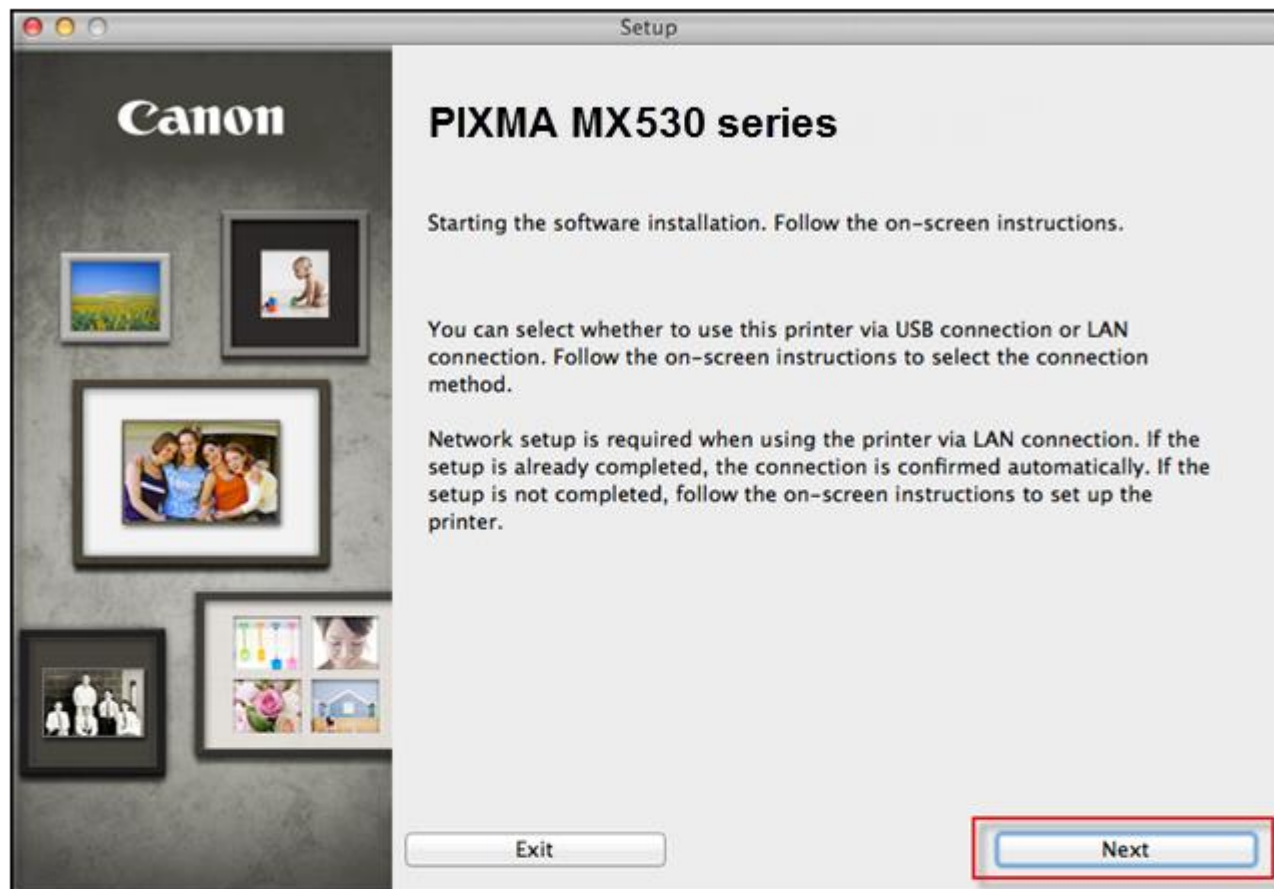 Setup
Canon
PIXMA MX530 series
Starting the software installation. Follow the on-screen instructions.
You can select whether to use this printer via USB connection or LAN
connection. Follow the on-screen instructions to select the connection
method.
Network setup is required when using the printer via LAN connection. If the
setup is already completed, the connection is confirmed automatically. If the
setup is not completed, follow the on-screen instructions to set up the
printer.
Exit
Next